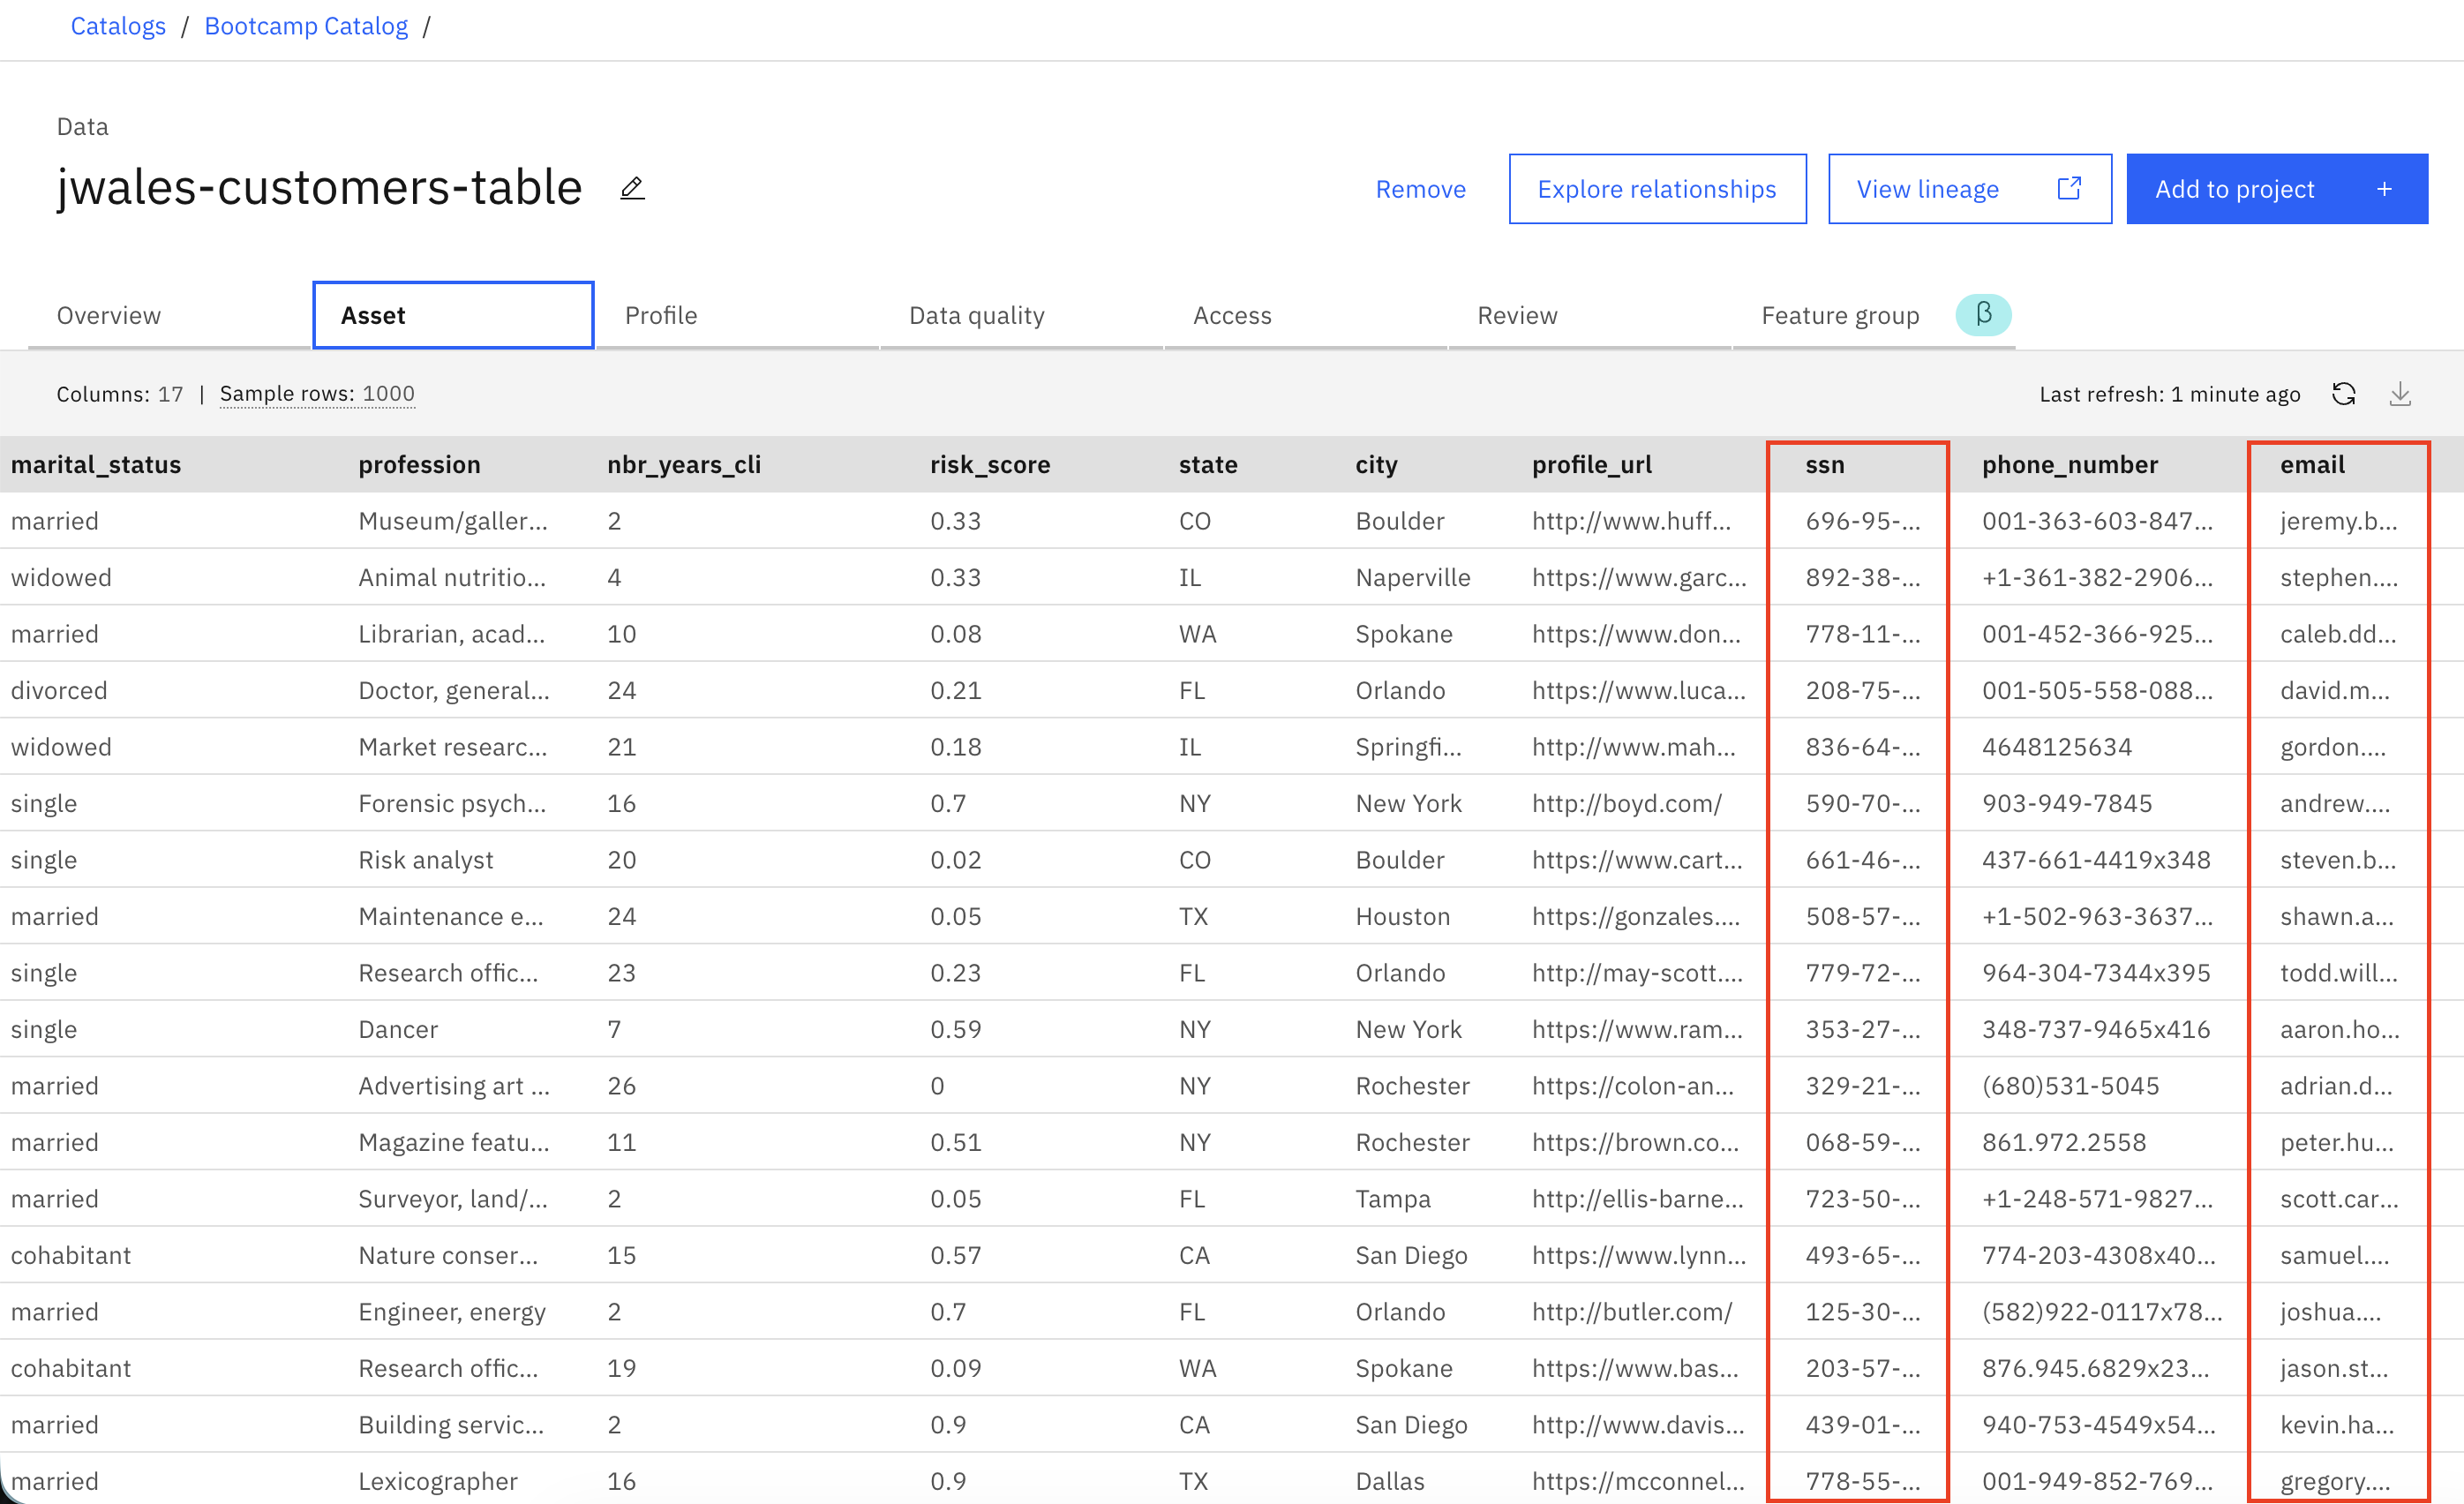 Catalogs / Bootcamp Catalog /
Data
jwales-customers-table
Remove Explore relationships View lineage Add to project +
Overview Asset Profile Data quality Access Review Feature group β
Columns: 17 | Sample rows: 1000 Last refresh: 1 minute ago
marital_status profession nbr_years_cli risk_score state city profile_url ssn phone_number email
married Museum/galler... 2 0.33 CO Boulder http://www.huff... 696-95-... 001-363-603-847... jeremy.b...
widowed Animal nutritio... 4 0.33 IL Naperville https://www.garc... 892-38-... +1-361-382-2906... stephen....
married Librarian, acad... 10 0.08 WA Spokane https://www.don... 778-11-... 001-452-366-925... caleb.dd...
divorced Doctor, general... 24 0.21 FL Orlando https://www.luca... 208-75-... 001-505-558-088... david.m...
widowed Market researc... 21 0.18 IL Springfi... http://www.mah... 836-64-... 4648125634 gordon....
single Forensic psych... 16 0.7 NY New York http://boyd.com/ 590-70-... 903-949-7845 andrew....
single Risk analyst 20 0.02 CO Boulder https://www.cart... 661-46-... 437-661-4419x348 steven.b...
married Maintenance e... 24 0.05 TX Houston https://gonzales.... 508-57-... +1-502-963-3637... shawn.a...
single Research offic... 23 0.23 FL Orlando http://may-scott.... 779-72-... 964-304-7344x395 todd.will...
single Dancer 7 0.59 NY New York https://www.ram... 353-27-... 348-737-9465x416 aaron.ho...
married Advertising art ... 26 0 NY Rochester https://colon-an... 329-21-... (680)531-5045 adrian.d...
married Magazine featu... 11 0.51 NY Rochester https://brown.co... 068-59-... 861.972.2558 peter.hu...
married Surveyor, land/... 2 0.05 FL Tampa http://ellis-barne... 723-50-... +1-248-571-9827... scott.car...
cohabitant Nature conser... 15 0.57 CA San Diego https://www.lynn... 493-65-... 774-203-4308x40... samuel....
married Engineer, energy 2 0.7 FL Orlando http://butler.com/ 125-30-... (582)922-0117x78... joshua....
cohabitant Research offic... 19 0.09 WA Spokane https://www.bas... 203-57-... 876.945.6829x23... jason.st...
married Building servic... 2 0.9 CA San Diego http://www.davis... 439-01-... 940-753-4549x54... kevin.ha...
married Lexicographer 16 0.9 TX Dallas https://mcconnel... 778-55-... 001-949-852-769... gregory....